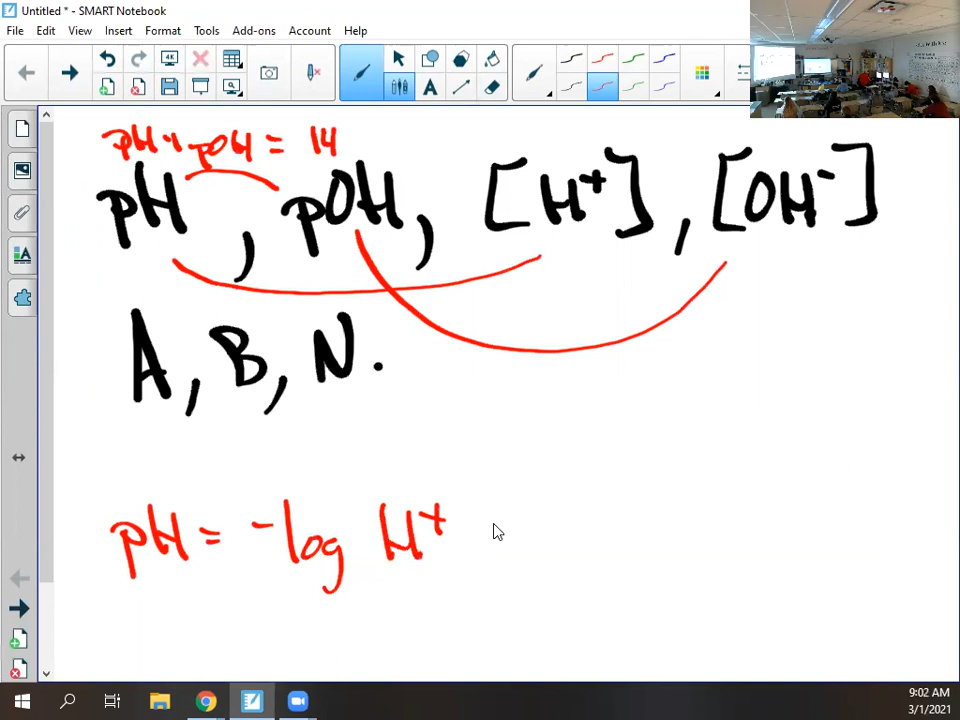 Untitled * - SMART Notebook
File Edit View Insert Format Tools Add-ons Account Help
pH + pOH = 14
pH , pOH, [H+] , [OH-]
A, B, N.
pH = -log H+
9:02 AM
3/1/2021